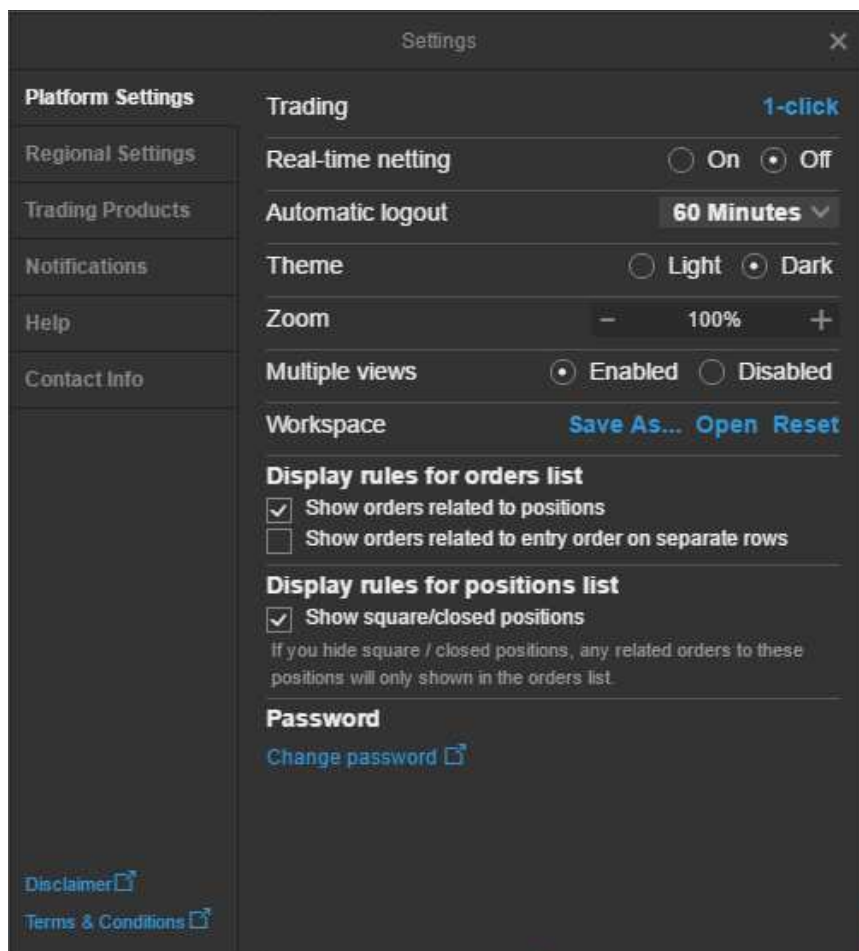 Settings
Platform Settings
Regional Settings
Trading Products
Notifications
Help
Contact Info
Disclaimer
Terms & Conditions
Trading 1-click
Real-time netting On Off
Automatic logout 60 Minutes
Theme Light Dark
Zoom - 100% +
Multiple views Enabled Disabled
Workspace Save As... Open Reset
Display rules for orders list
Show orders related to positions
Show orders related to entry order on separate rows
Display rules for positions list
Show square/closed positions
If you hide square / closed positions, any related orders to these
positions will only shown in the orders list.
Password
Change password